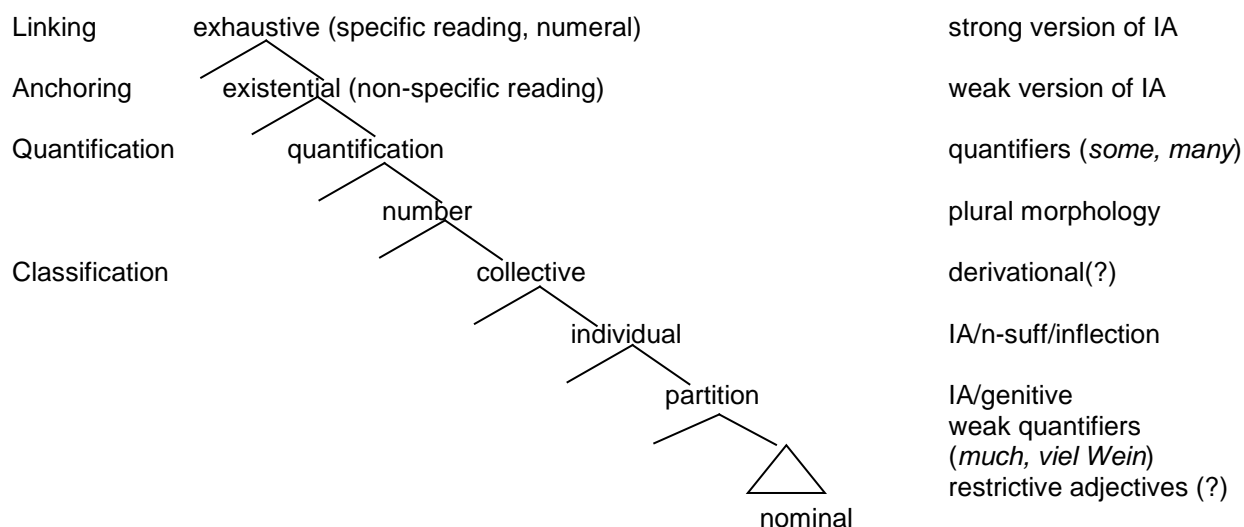 Linking exhaustive (specific reading, numeral) strong version of IA
Anchoring existential (non-specific reading) weak version of IA
Quantification quantification quantifiers (some, many)
number plural morphology
Classification collective derivational(?)
individual IA/n-suff/inflection
partition IA/genitive
weak quantifiers
(much, viel Wein)
restrictive adjectives (?)
nominal